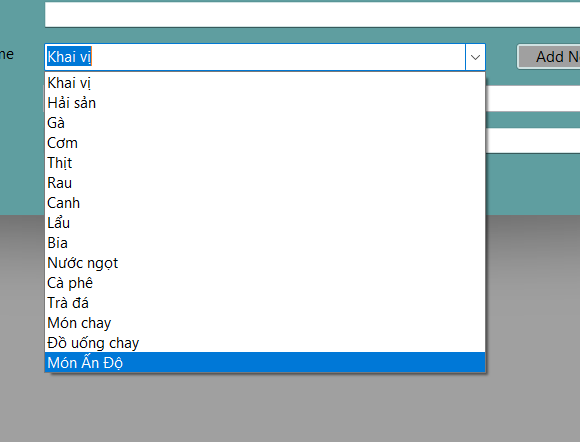 Khai vị
Add
Khai vị
Hải sản
Gà
Cơm
Thịt
Rau
Canh
Lẩu
Bia
Nước ngọt
Cà phê
Trà đá
Món chay
Đồ uống chay
Món Ấn Độ